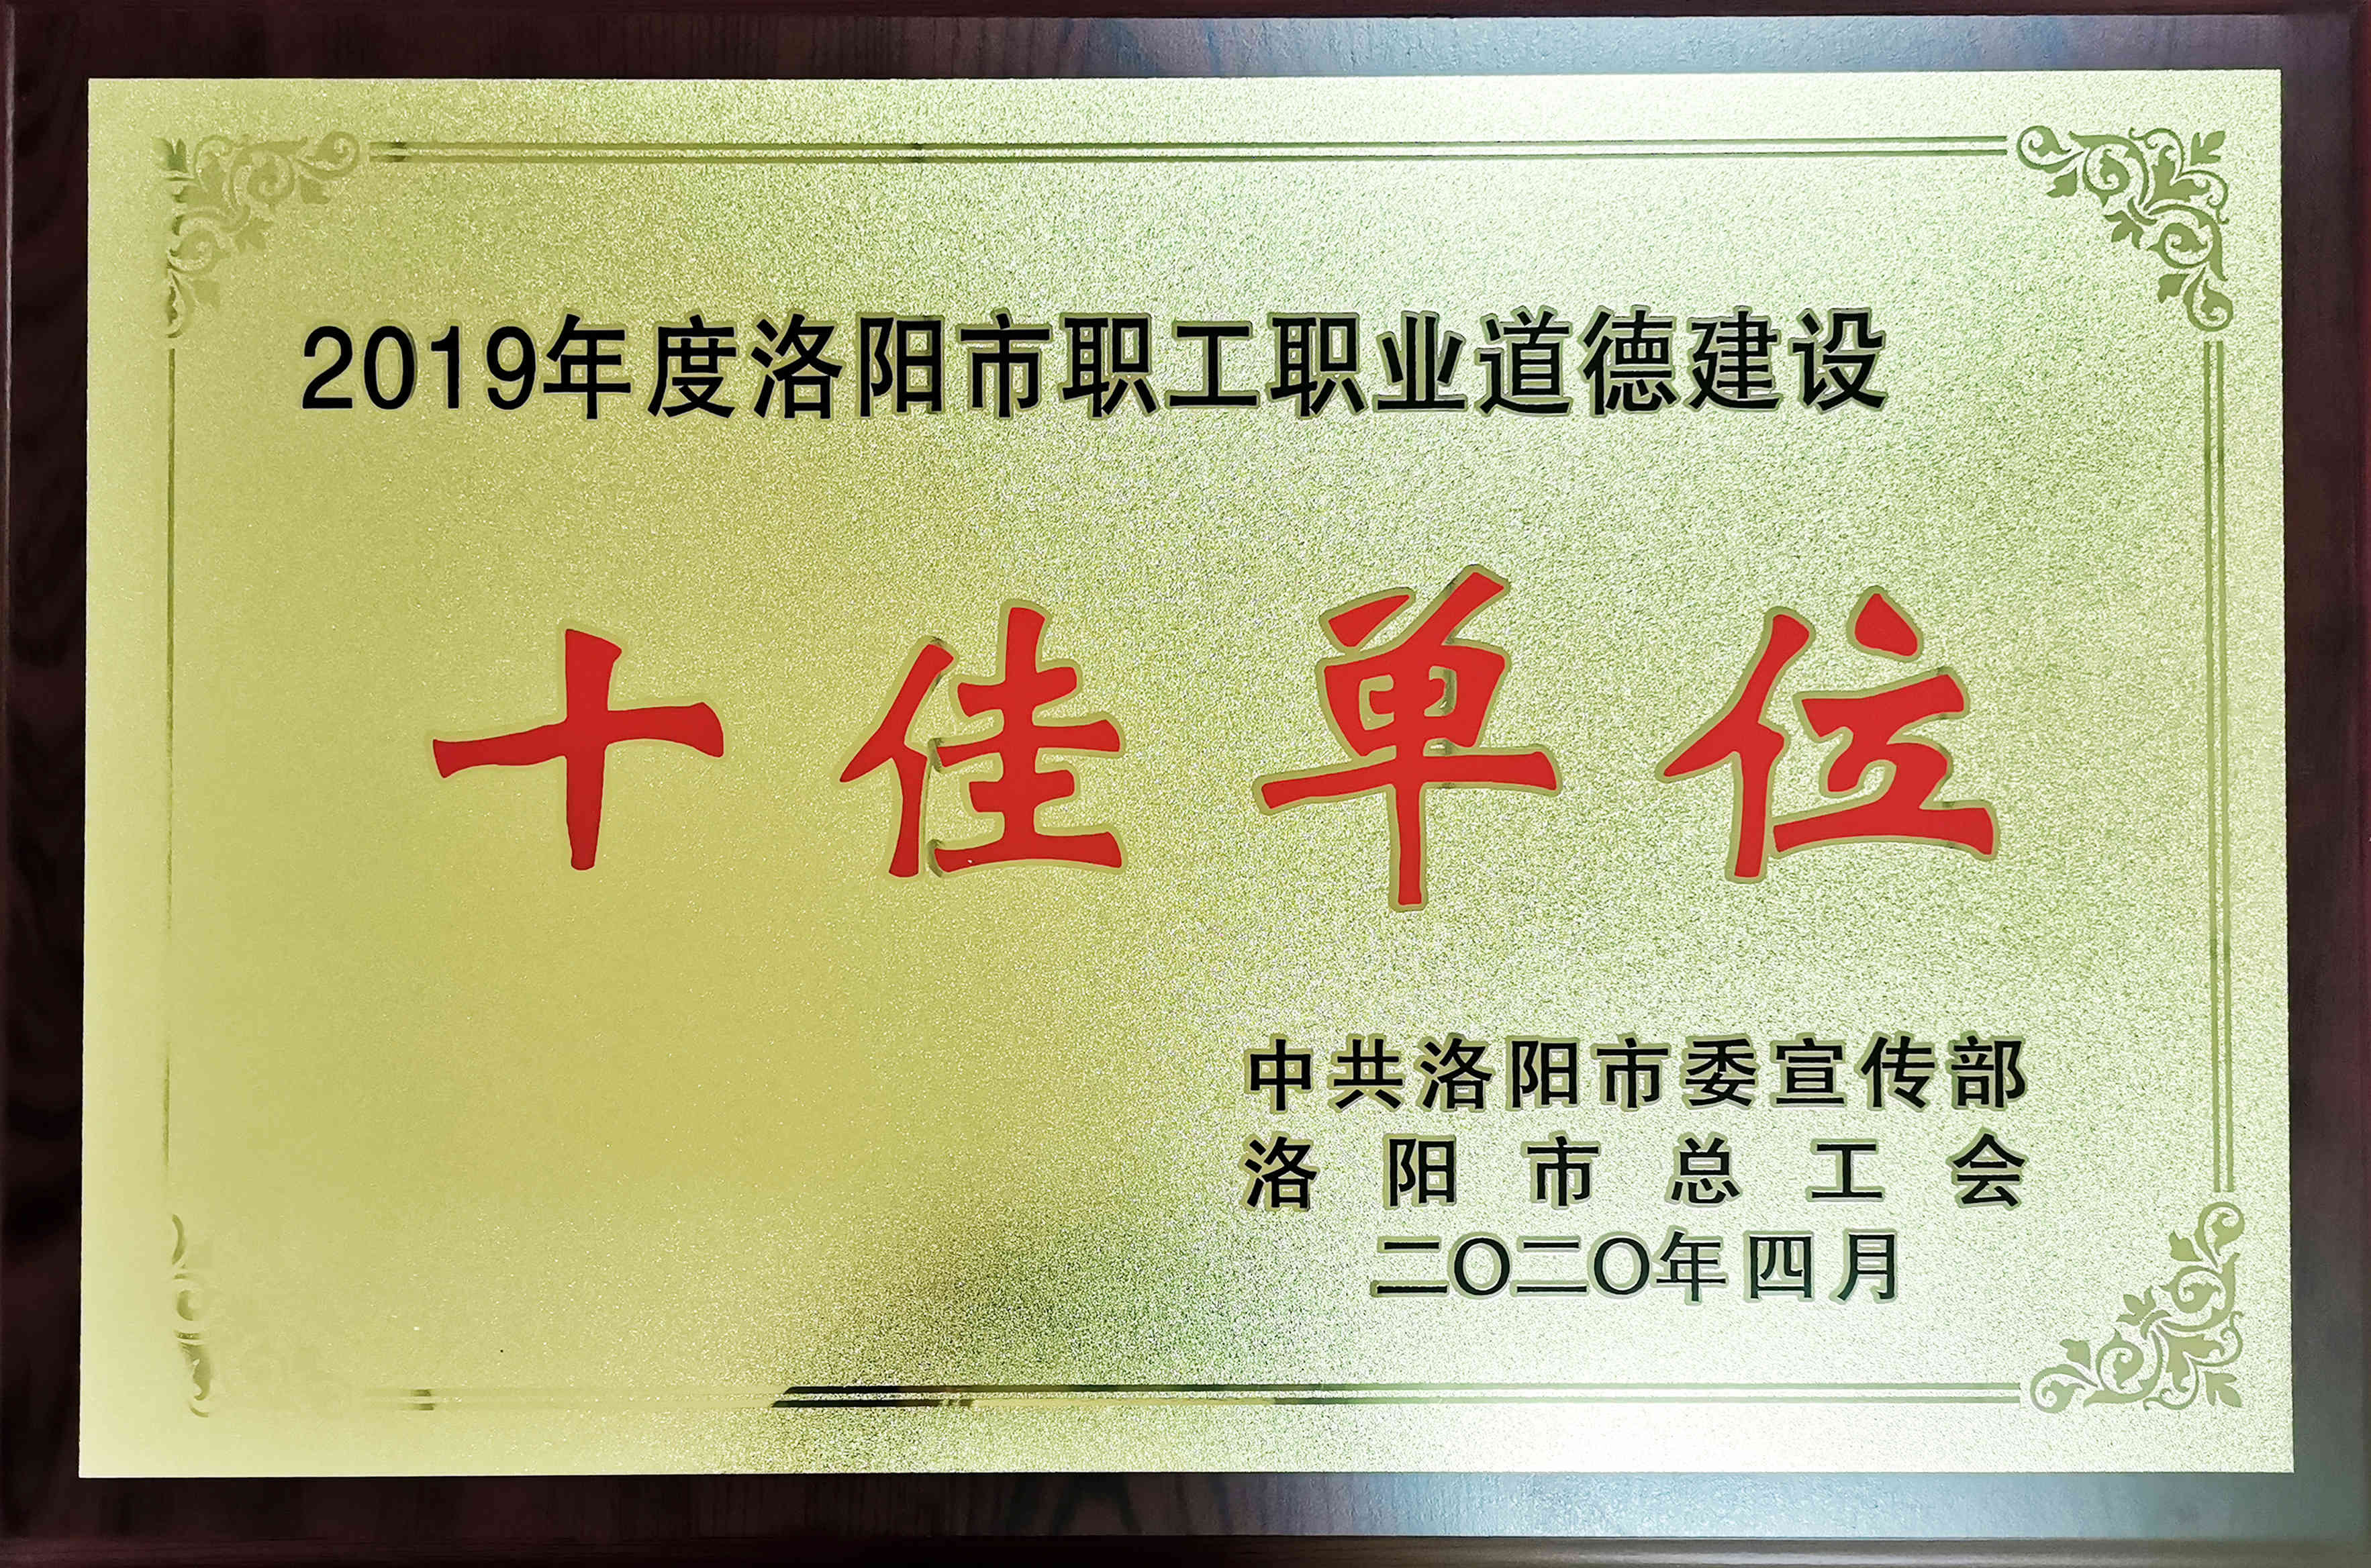 2019年度洛阳市职工职业道德建设
十佳单位
中共洛阳市委宣传部
洛阳市总工会
二〇二〇年四月